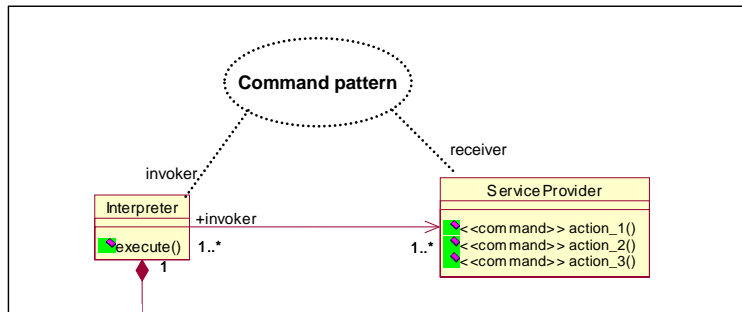 Command pattern
invoker
receiver
Interpreter
execute()
+invoker
1..*
1
1..*
ServiceProvider
<<command>> action_1()
<<command>> action_2()
<<command>> action_3()